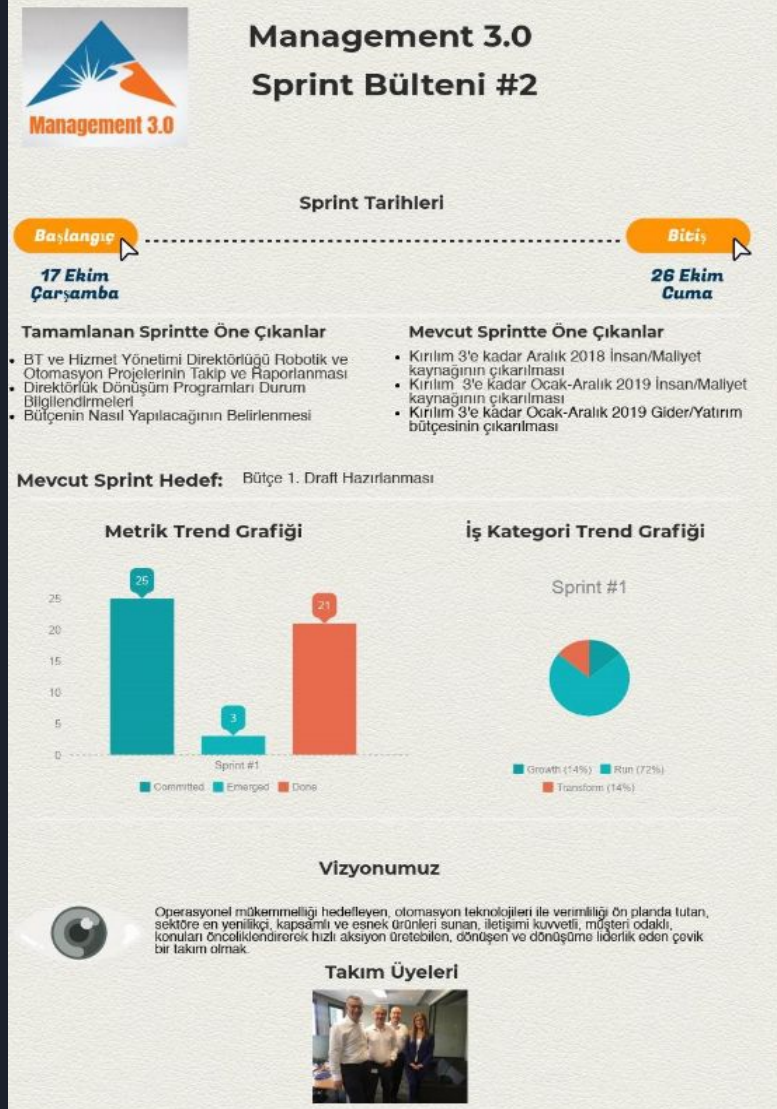 Management 3.0
Management 3.0
Sprint Bülteni #2
Sprint Tarihleri
Başlangıç
Bitiş
17 Ekim
Çarşamba
26 Ekim
Cuma
Tamamlanan Sprintte Öne Çıkanlar
• BT ve Hizmet Yönetimi Direktörlüğü Robotik ve
Otomasyon Projelerinin Takip ve Raporlanması
• Direktörlük Dönüşüm Programları Durum
Bilgilendirmeleri
• Bütçenin Nasıl Yapılacağının Belirlenmesi
Mevcut Sprintte Öne Çıkanlar
• Kırılım 3'e kadar Aralık 2018 İnsan/Maliyet
kaynağının çıkarılması
• Kırılım 3'e kadar Ocak-Aralık 2019 İnsan/Maliyet
kaynağının çıkarılması
• Kırılım 3'e kadar Ocak-Aralık 2019 Gider/Yatırım
bütçesinin çıkarılması
Mevcut Sprint Hedef: Bütçe 1. Draft Hazırlanması
Metrik Trend Grafiği
25
25
20
15
10
5
0
3
21
Sprint #1
Committed Emerged Done
İş Kategori Trend Grafiği
Sprint #1
Growth (14%) Run (72%)
Transform (14%)
Vizyonumuz
Operasyonel mükemmelliği hedefleyen, otomasyon teknolojileri ile verimliliği ön planda tutan,
sektöre en yenilikçi, kapsamlı ve esnek ürünleri sunan, iletişimi kuvvetli, müşteri odaklı,
konuları önceliklendirerek hızlı aksiyon üretebilen, dönüşen ve dönüşüme liderlik eden çevik
bir takım olmak.
Takım Üyeleri